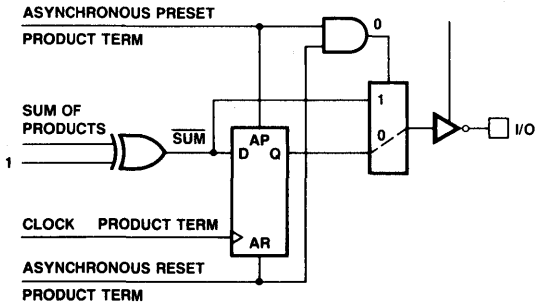 ASYNCHRONOUS PRESET
PRODUCT TERM
0
1
SUM OF
PRODUCTS
SUM
1
AP
D Q
0
I/O
CLOCK PRODUCT TERM
AR
ASYNCHRONOUS RESET
PRODUCT TERM